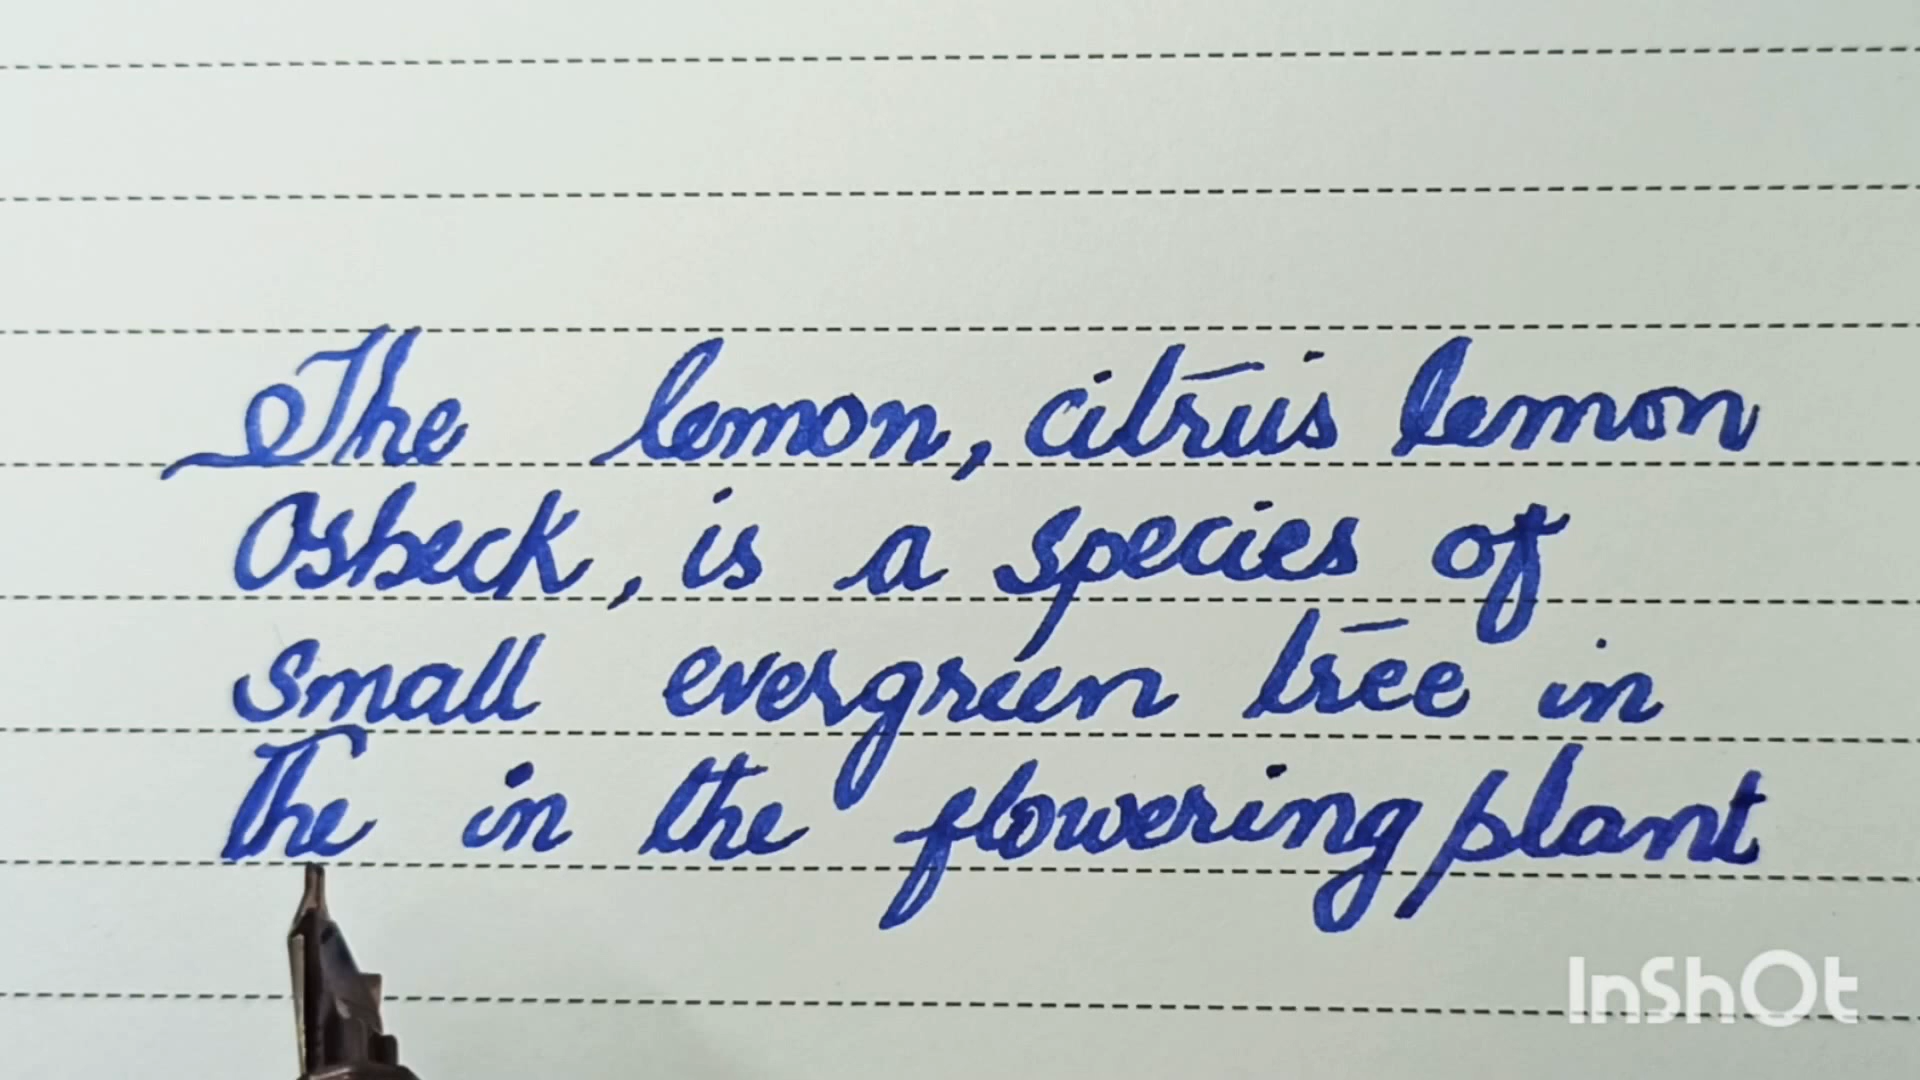 The lemon, citrus lemon
Osbeck, is a species of
small evergreen tree in
The in the flowering plant
InShOt